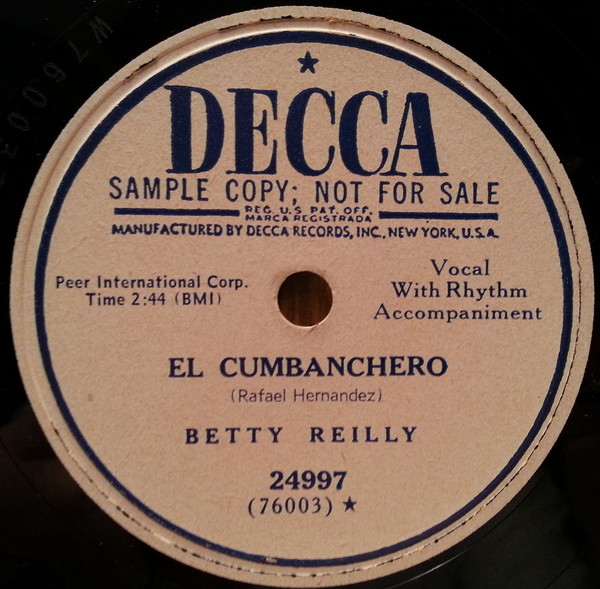 W 76003
★
DECCA
SAMPLE COPY; NOT FOR SALE
REG. U.S. PAT. OFF.
MARCA REGISTRADA
MANUFACTURED BY DECCA RECORDS, INC., NEW YORK, U.S.A.
Peer International Corp.
Time 2:44 (BMI)
Vocal
With Rhythm
Accompaniment
EL CUMBANCHERO
(Rafael Hernandez)
BETTY REILLY
24997
(76003) ★